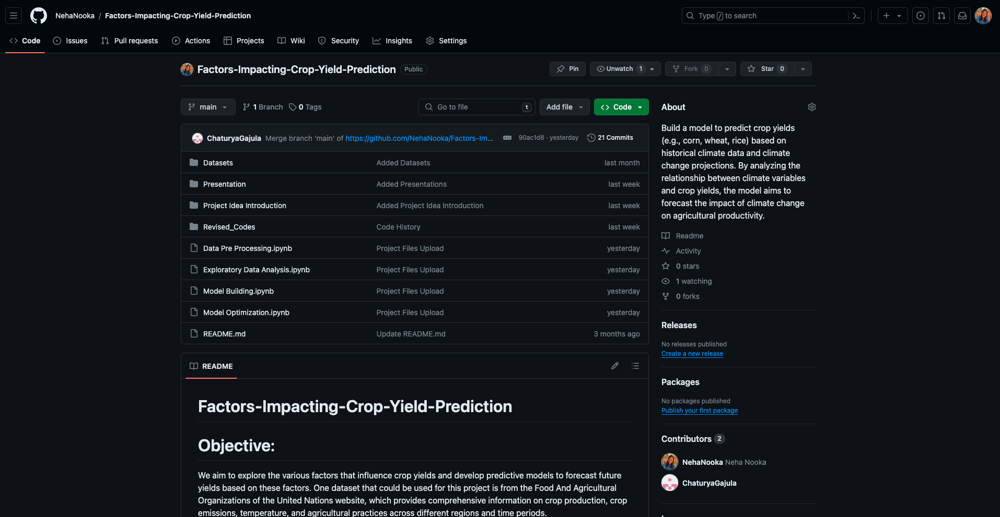 NehaNooka / Factors-Impacting-Crop-Yield-Prediction
Type / to search
Code Issues Pull requests Actions Projects Wiki Security Insights Settings
Factors-Impacting-Crop-Yield-Prediction Public
Pin Unwatch 1 Fork 0 Star 0
main 1 Branch 0 Tags Go to file t Add file Code
ChaturyaGajula Merge branch 'main' of https://github.com/NehaNooka/Factors-Im... 90ac1d8 · yesterday 21 Commits
Datasets Added Datasets last month
Presentation Added Presentations last week
Project Idea Introduction Added Project Idea Introduction last week
Revised_Codes Code History last week
Data Pre Processing.ipynb Project Files Upload yesterday
Exploratory Data Analysis.ipynb Project Files Upload yesterday
Model Building.ipynb Project Files Upload yesterday
Model Optimization.ipynb Project Files Upload yesterday
README.md Update README.md 3 months ago
README
Factors-Impacting-Crop-Yield-Prediction
Objective:
We aim to explore the various factors that influence crop yields and develop predictive models to forecast future
yields based on these factors. One dataset that could be used for this project is from the Food And Agricultural
Organizations of the United Nations website, which provides comprehensive information on crop production, crop
emissions, temperature, and agricultural practices across different regions and time periods.
About
Build a model to predict crop yields
(e.g., corn, wheat, rice) based on
historical climate data and climate
change projections. By analyzing the
relationship between climate variables
and crop yields, the model aims to
forecast the impact of climate change
on agricultural productivity.
Readme
Activity
0 stars
1 watching
0 forks
Releases
No releases published
Create a new release
Packages
No packages published
Publish your first package
Contributors 2
NehaNooka Neha Nooka
ChaturyaGajula